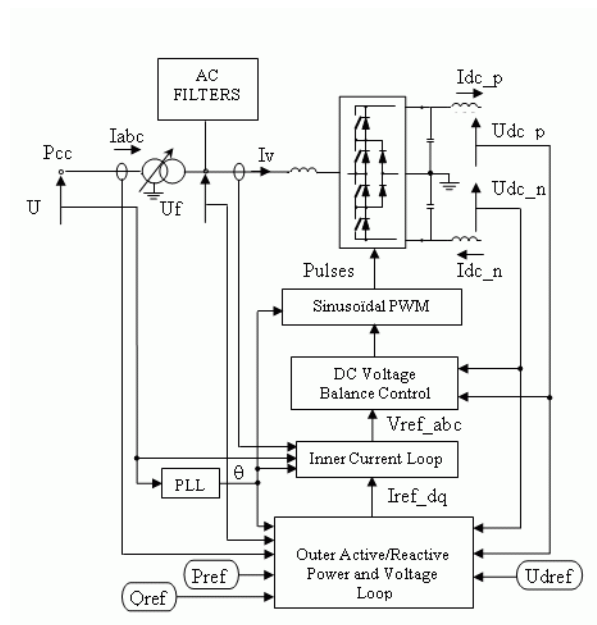 AC
FILTERS
Idc_p
Iabc
Udc_p
Pcc
Iv
U
Uf
Udc_n
Idc_n
Pulses
Sinusoïdal PWM
DC Voltage
Balance Control
Vref_abc
Inner Current Loop
PLL
θ
Iref_dq
Outer Active/Reactive
Power and Voltage
Loop
Pref
Udref
Qref